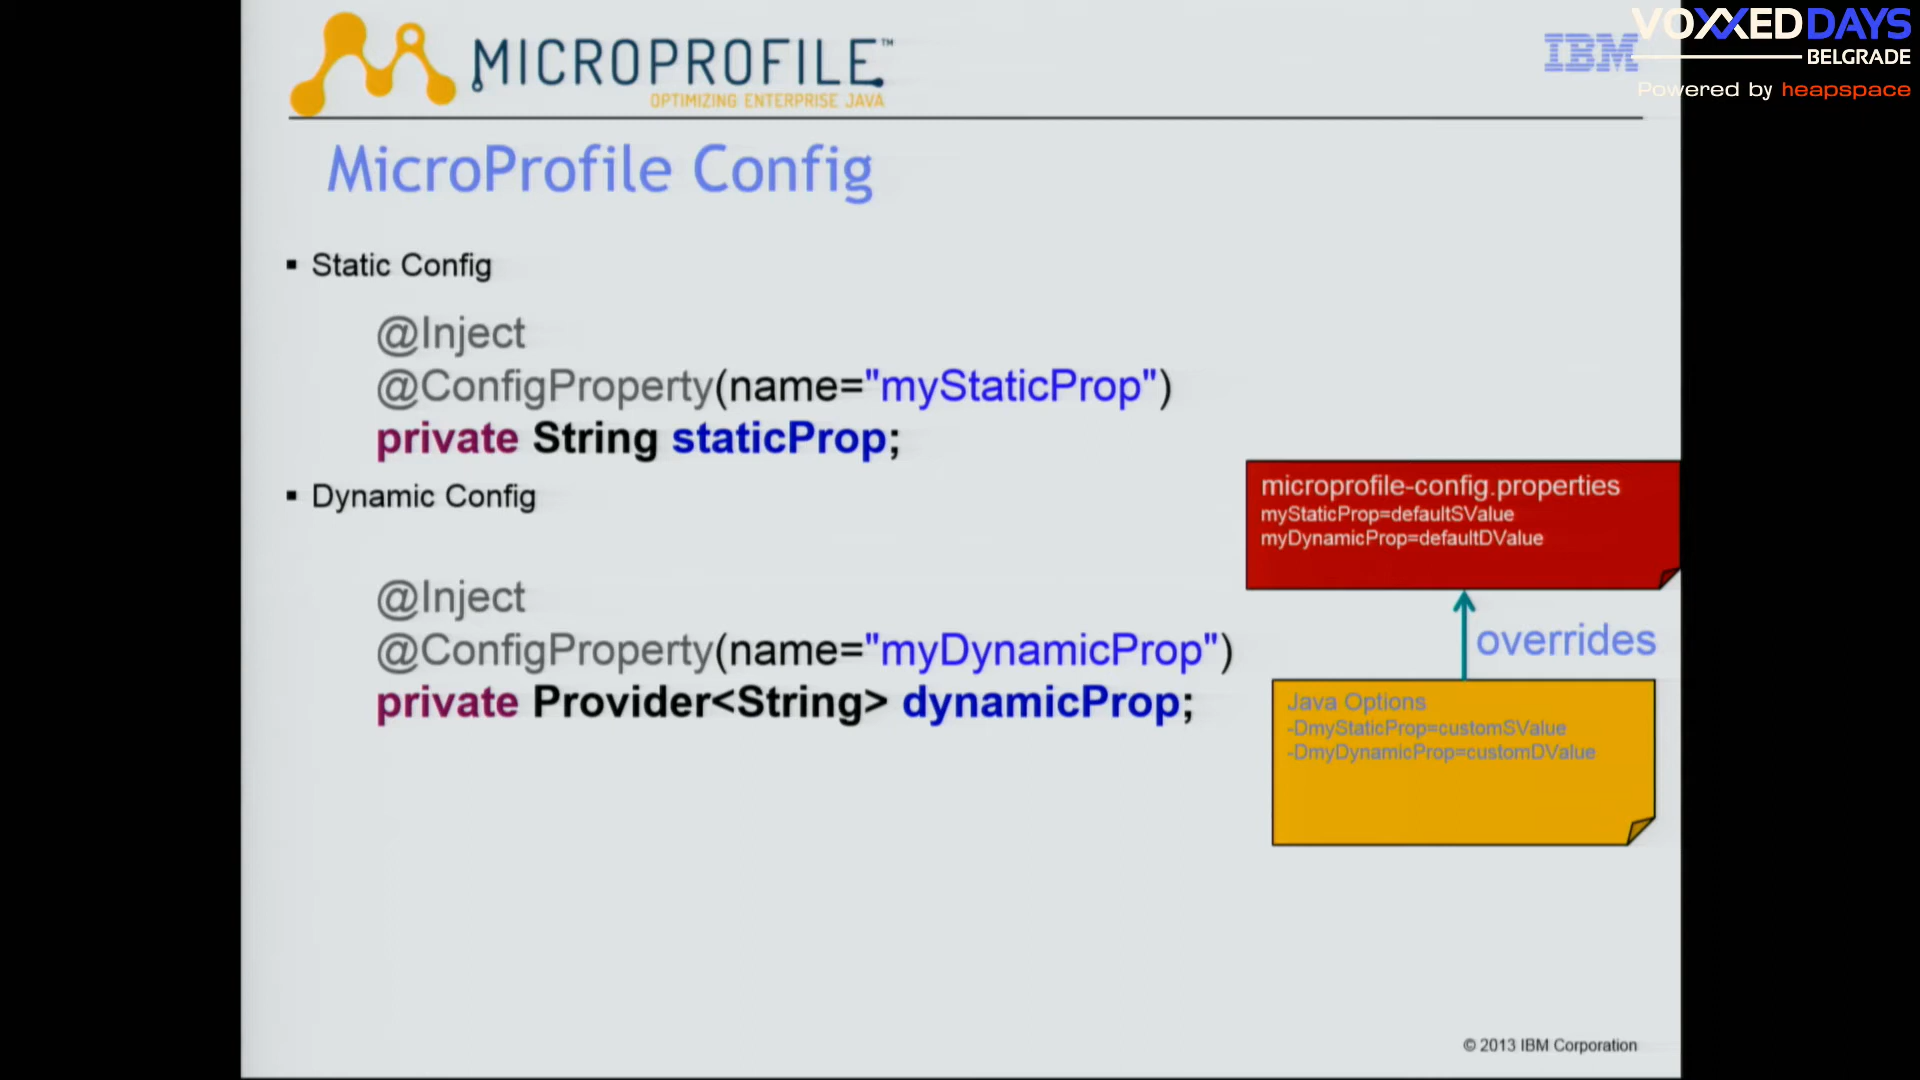 MICROPROFILE™
OPTIMIZING ENTERPRISE JAVA
IBM
VOXXED DAYS
BELGRADE
Powered by heapspace
MicroProfile Config
▪ Static Config
@Inject
@ConfigProperty(name="myStaticProp")
private String staticProp;
▪ Dynamic Config
@Inject
@ConfigProperty(name="myDynamicProp")
private Provider<String> dynamicProp;
microprofile-config.properties
myStaticProp=defaultSValue
myDynamicProp=defaultDValue
overrides
Java Options
-DmyStaticProp=customSValue
-DmyDynamicProp=customDValue
© 2013 IBM Corporation